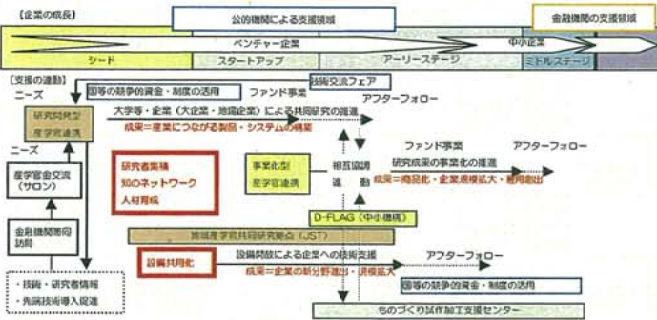 【企業の成長】
公的機関による支援領域
金融機関の支援領域
ベンチャー企業
中小企業
シード
スタートアップ
アーリーステージ
ミドルステージ
【支援の連動】
技術交流フェア
ニーズ
国等の競争的資金・制度の活用
ファンド事業
大学等・企業(大企業・地場企業)による共同研究の推進
アフターフォロー
研究開発型
産学官連携
成果=産業につながる製品・システムの構築
ニーズ
ファンド事業
アフターフォロー
産学官金交流
(サロン)
研究者集積
知のネットワーク
人材育成
事業化型
産学官連携
相互協調
連 動
研究成果の事業化の推進
成果=商品化・企業規模拡大・雇用創出
金融機関等向
訪問
D-FLAG(中小機構)
地域産学官共同研究拠点(JST)
設備共用化
設備開放による企業への技術支援
アフターフォロー
成果=企業の新分野進出・規模拡大
・技術・研究者情報
・先端技術導入促進
国等の競争的資金・制度の活用
ものづくり試作加工支援センター